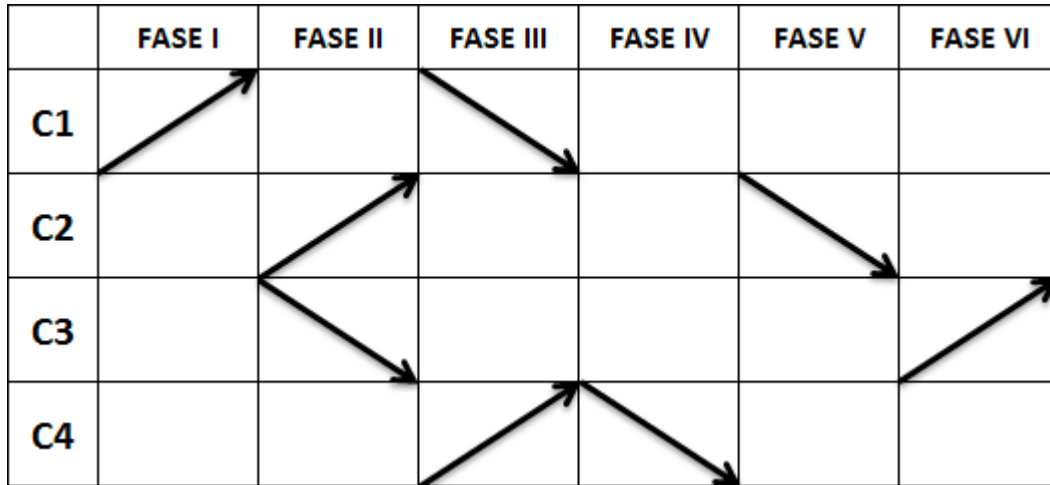 FASE I FASE II FASE III FASE IV FASE V FASE VI
C1
C2
C3
C4